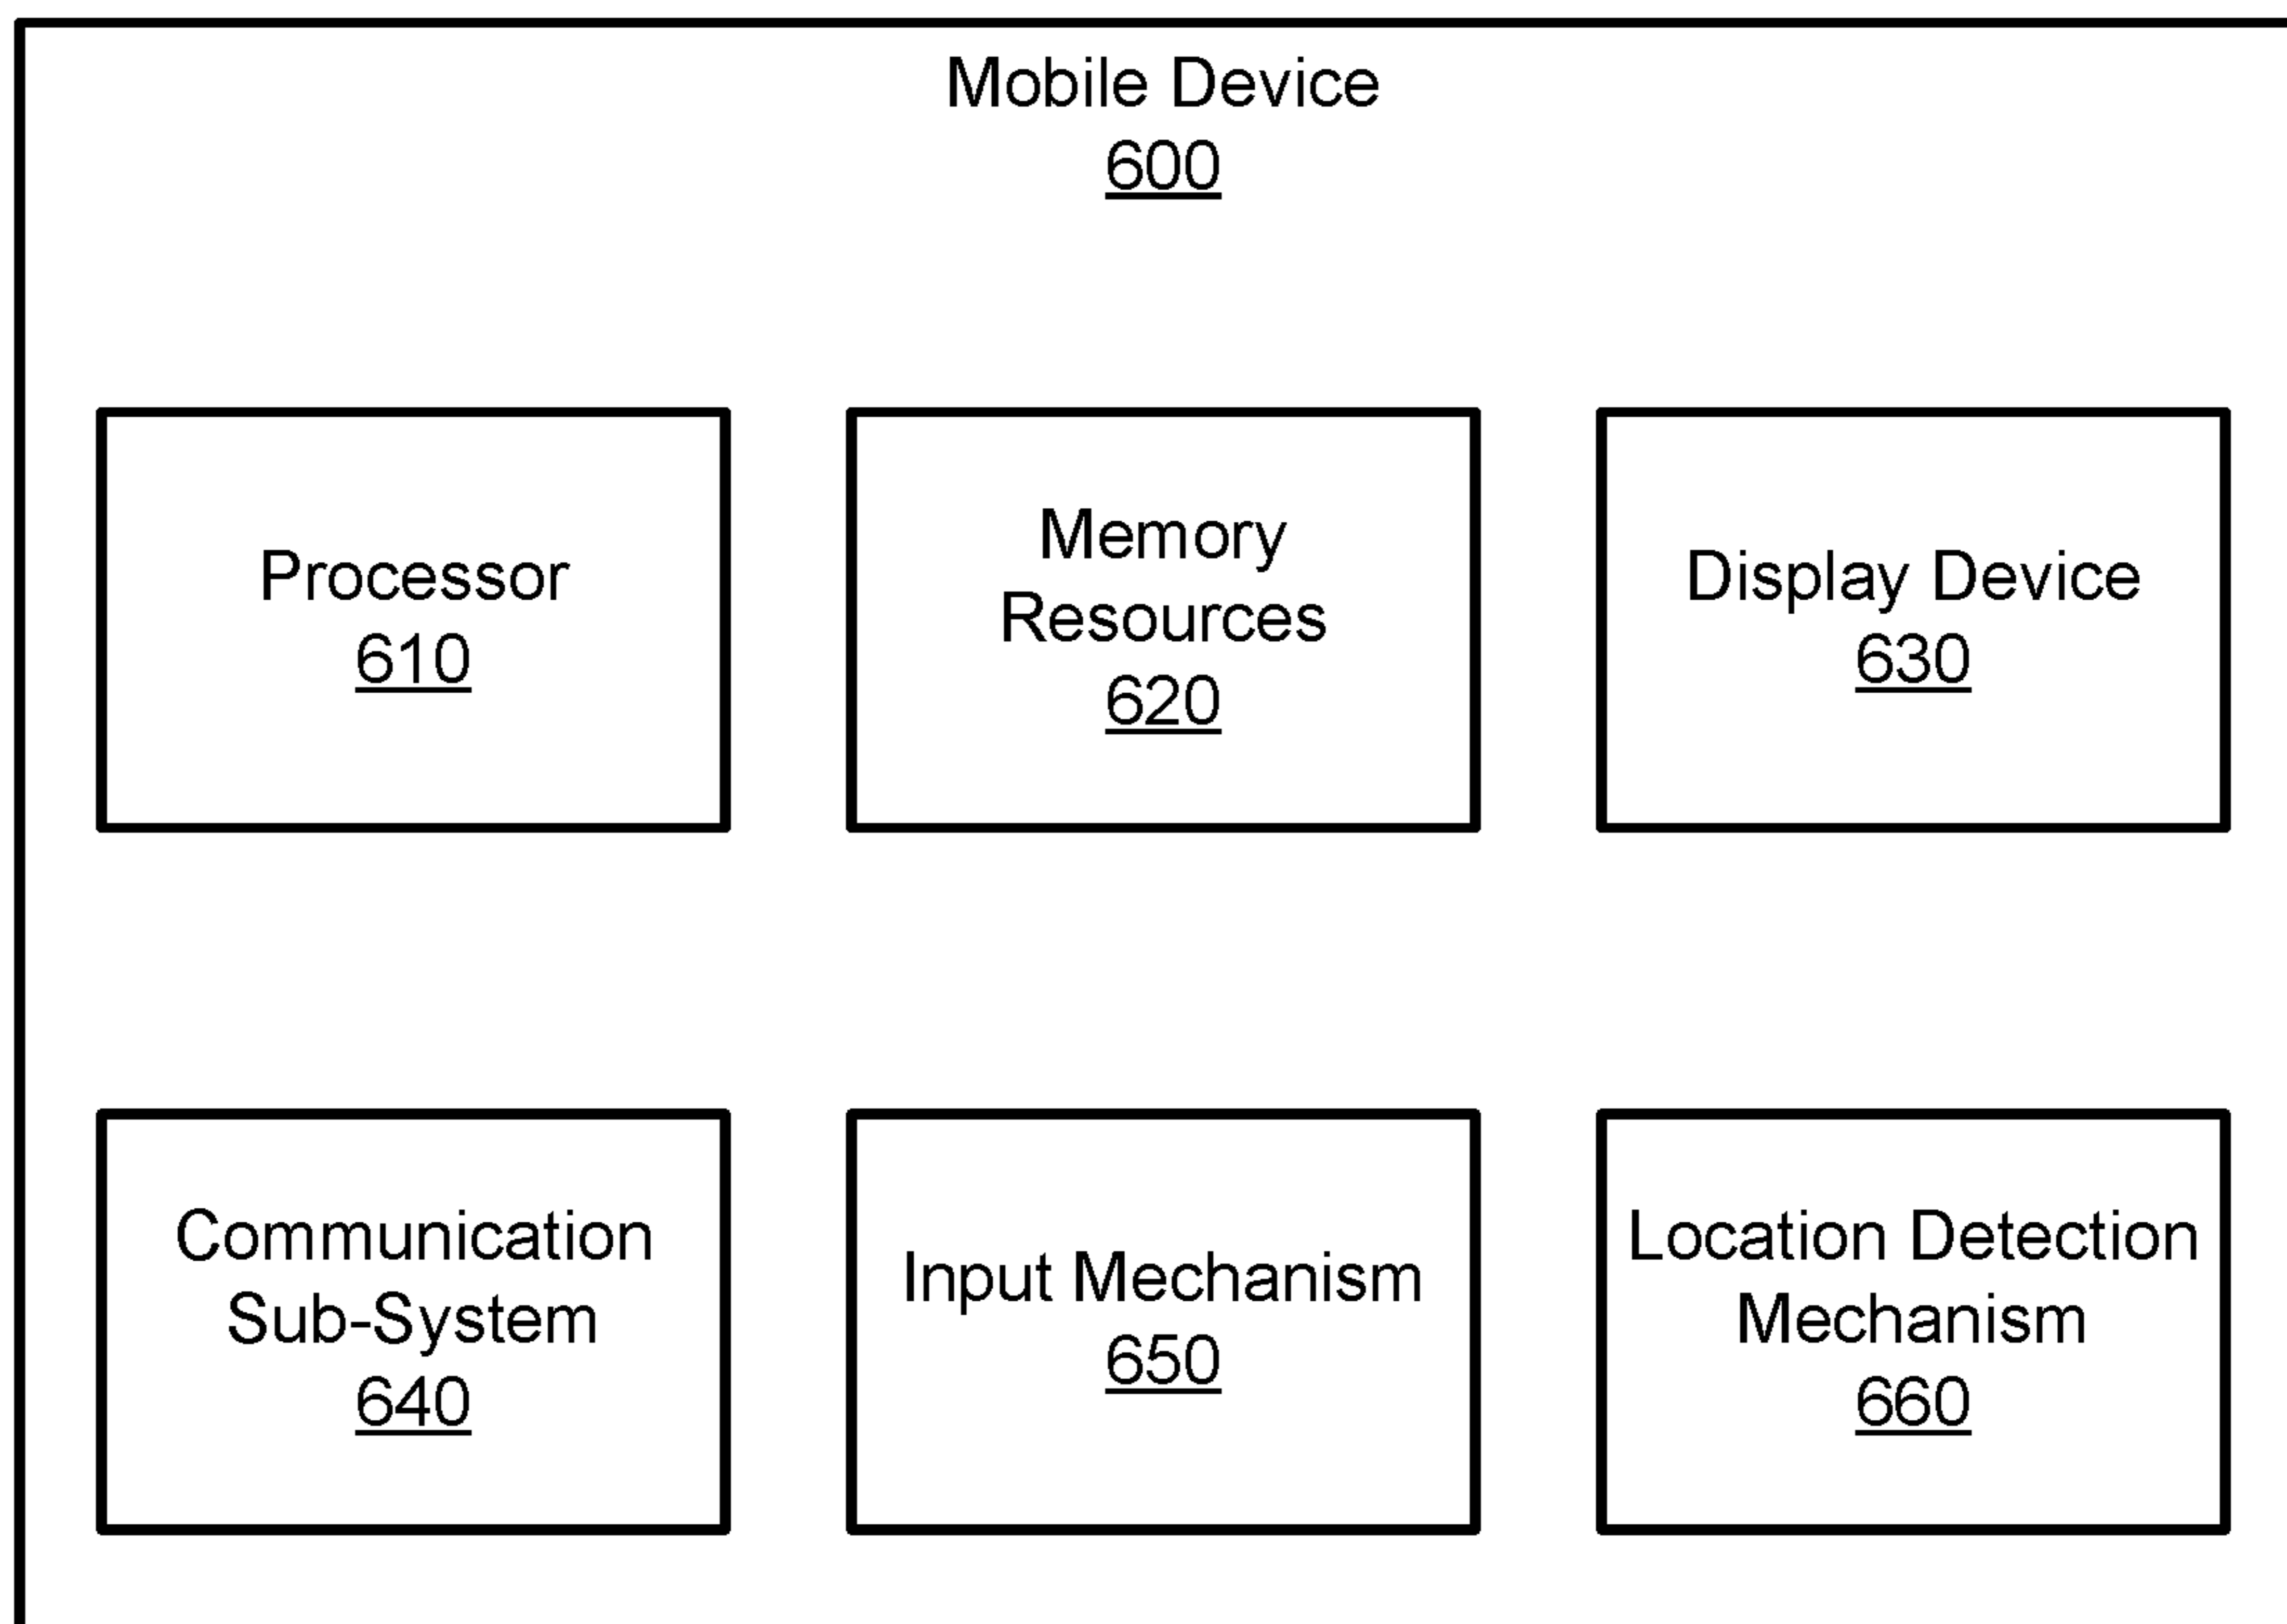 Mobile Device
600
Processor
610
Memory
Resources
620
Display Device
630
Communication
Sub-System
640
Input Mechanism
650
Location Detection
Mechanism
660